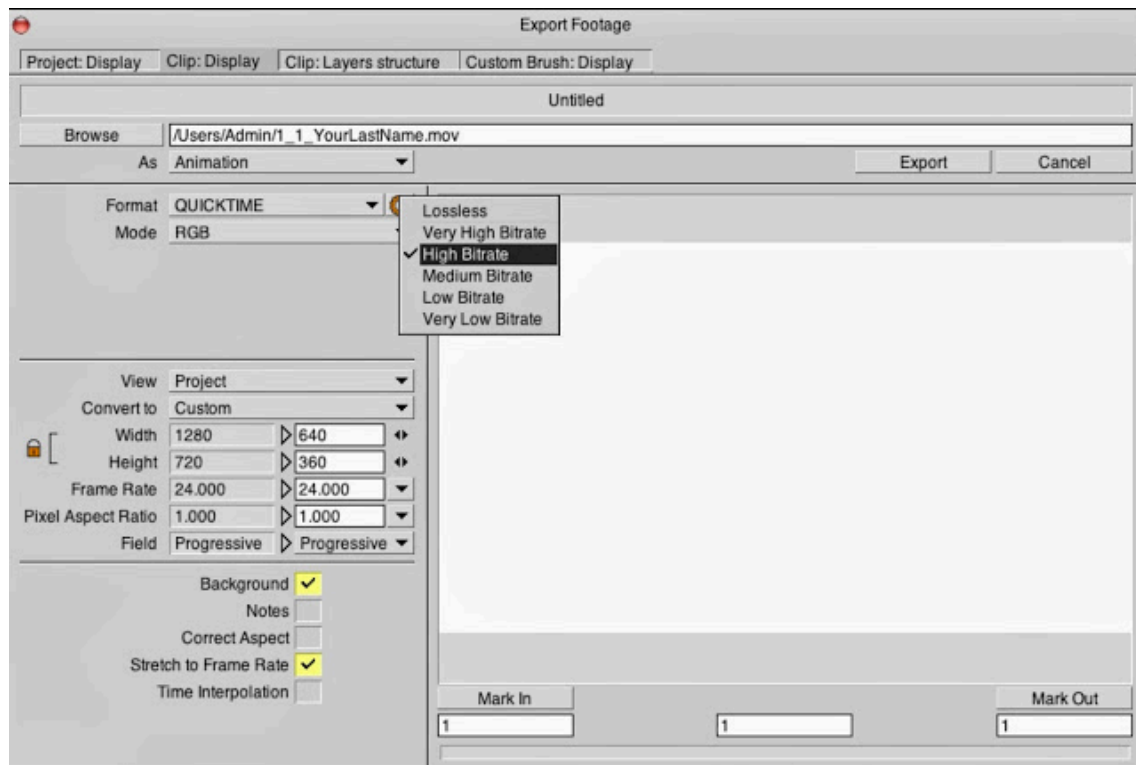 Export Footage
Project: Display Clip: Display Clip: Layers structure Custom Brush: Display
Untitled
Browse /Users/Admin/1_1_YourLastName.mov
As Animation Export Cancel
Format QUICKTIME
Mode RGB
Lossless
Very High Bitrate
High Bitrate
Medium Bitrate
Low Bitrate
Very Low Bitrate
View Project
Convert to Custom
Width 1280 640
Height 720 360
Frame Rate 24.000 24.000
Pixel Aspect Ratio 1.000 1.000
Field Progressive Progressive
Background
Notes
Correct Aspect
Stretch to Frame Rate
Time Interpolation
Mark In Mark Out
1 1 1